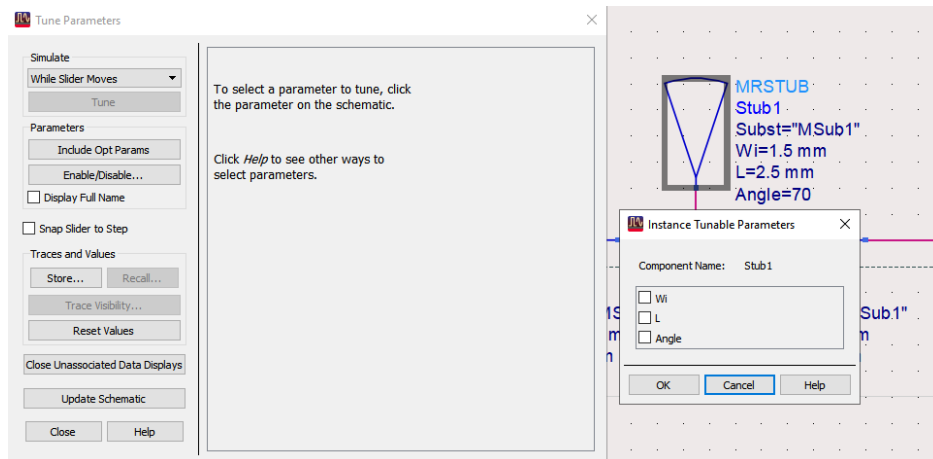 Tune Parameters
Simulate
While Slider Moves
Tune
Parameters
Include Opt Params
Enable/Disable...
Display Full Name
Snap Slider to Step
Traces and Values
Store...
Recall...
Trace Visibility...
Reset Values
Close Unassociated Data Displays
Update Schematic
Close
Help
To select a parameter to tune, click
the parameter on the schematic.
Click Help to see other ways to
select parameters.
MRSTUB
Stub1
Subst="MSub1"
Wi=1.5 mm
L=2.5 mm
Angle=70
Instance Tunable Parameters
Component Name: Stub1
Wi
L
Angle
OK
Cancel
Help
Sub1"